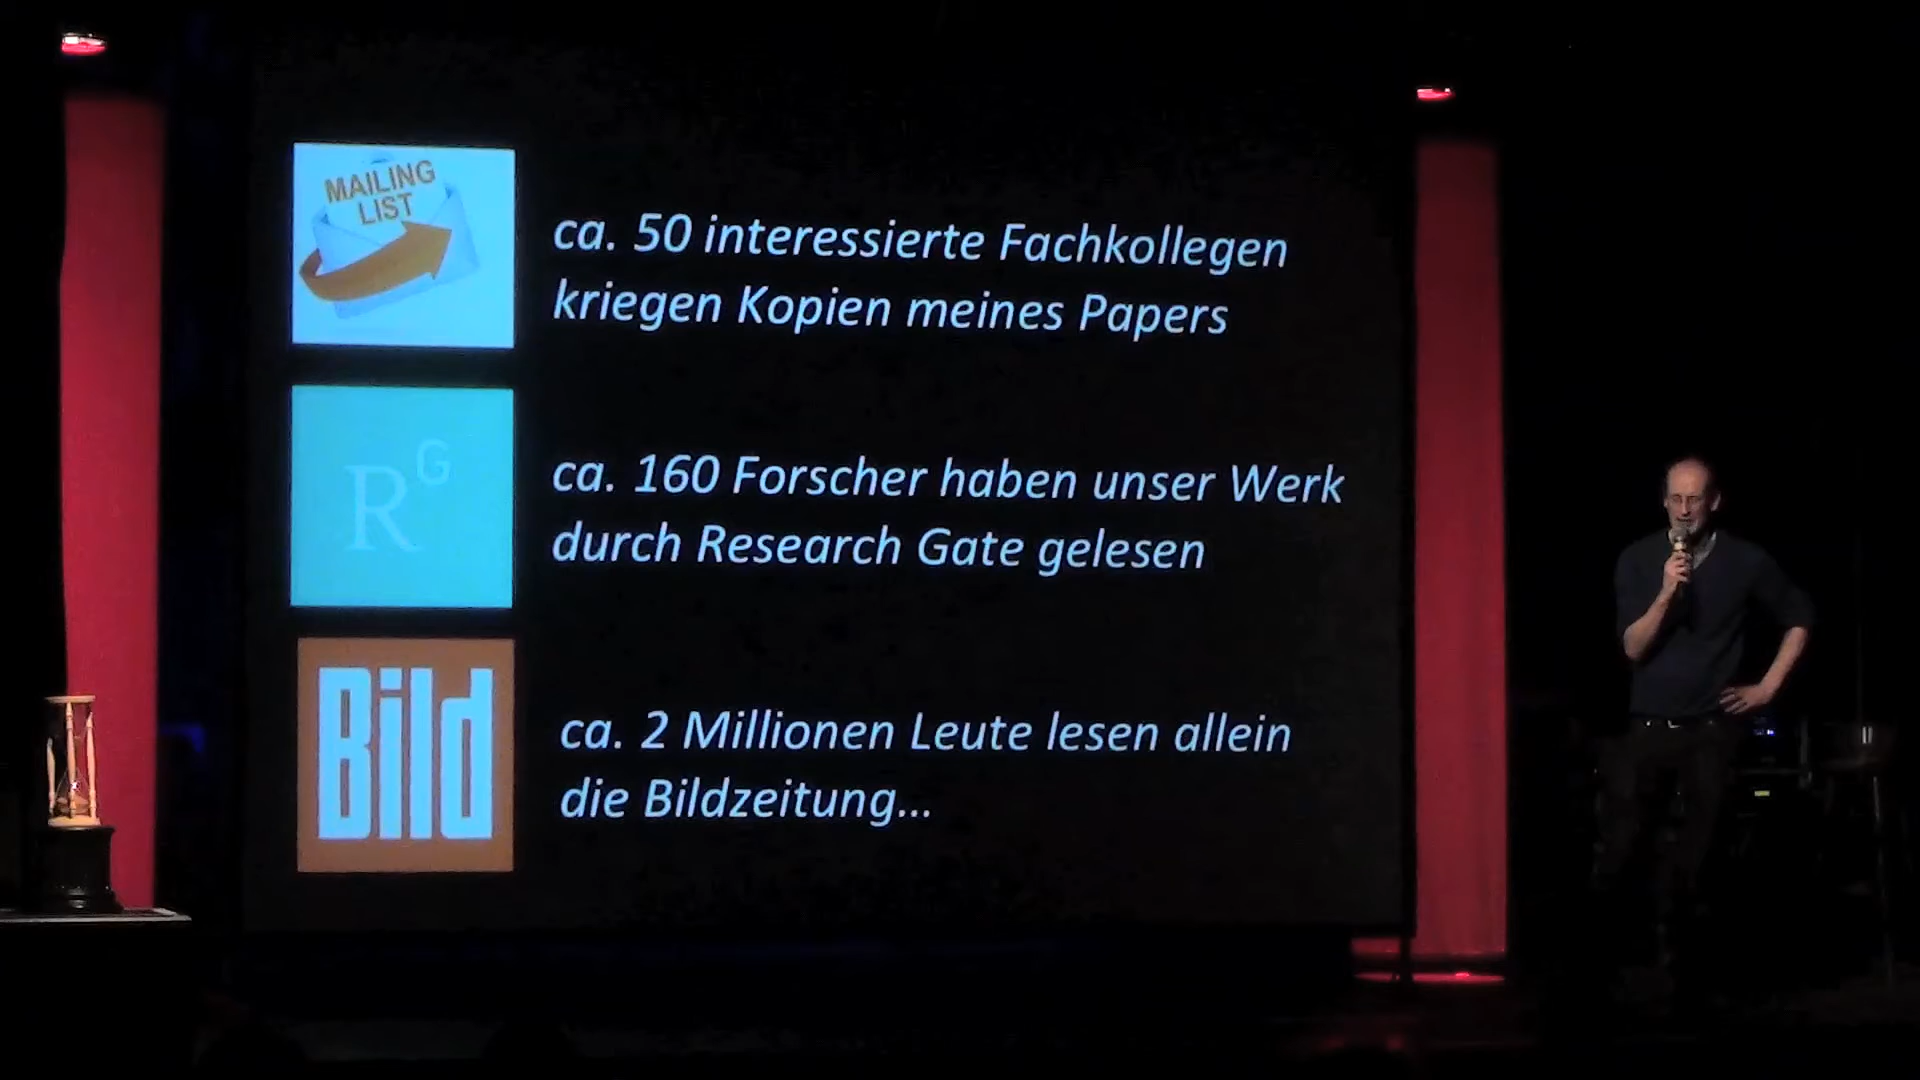 MAILING
LIST
ca. 50 interessierte Fachkollegen
kriegen Kopien meines Papers
RG
ca. 160 Forscher haben unser Werk
durch Research Gate gelesen
Bild
ca. 2 Millionen Leute lesen allein
die Bildzeitung...